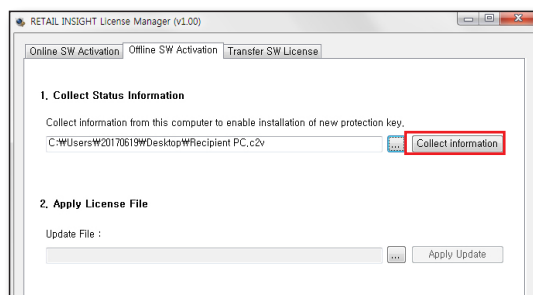 RETAIL INSIGHT License Manager (v1.00)
Online SW Activation Offline SW Activation Transfer SW License
1. Collect Status Information
Collect information from this computer to enable installation of new protection key.
C:₩Users₩20170619₩Desktop₩Recipient PC.c2v ... Collect information
2. Apply License File
Update File :
... Apply Update